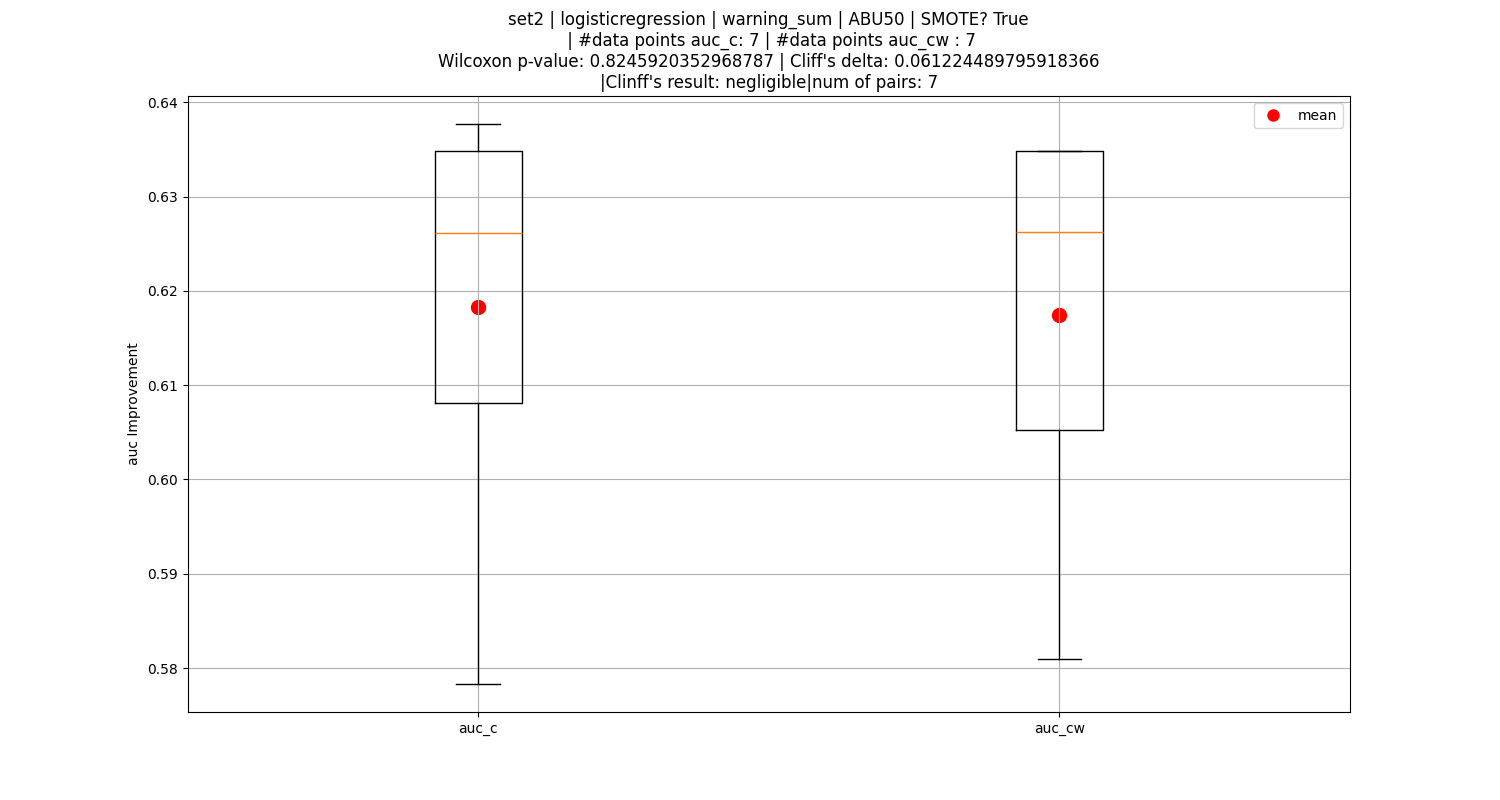 set2 | logisticregression | warning_sum | ABU50 | SMOTE? True
| #data points auc_c: 7 | #data points auc_cw : 7
Wilcoxon p-value: 0.8245920352968787 | Cliff's delta: 0.061224489795918366
|Clinff's result: negligible|num of pairs: 7
mean
auc Improvement
0.64
0.63
0.62
0.61
0.60
0.59
0.58
auc_c
auc_cw